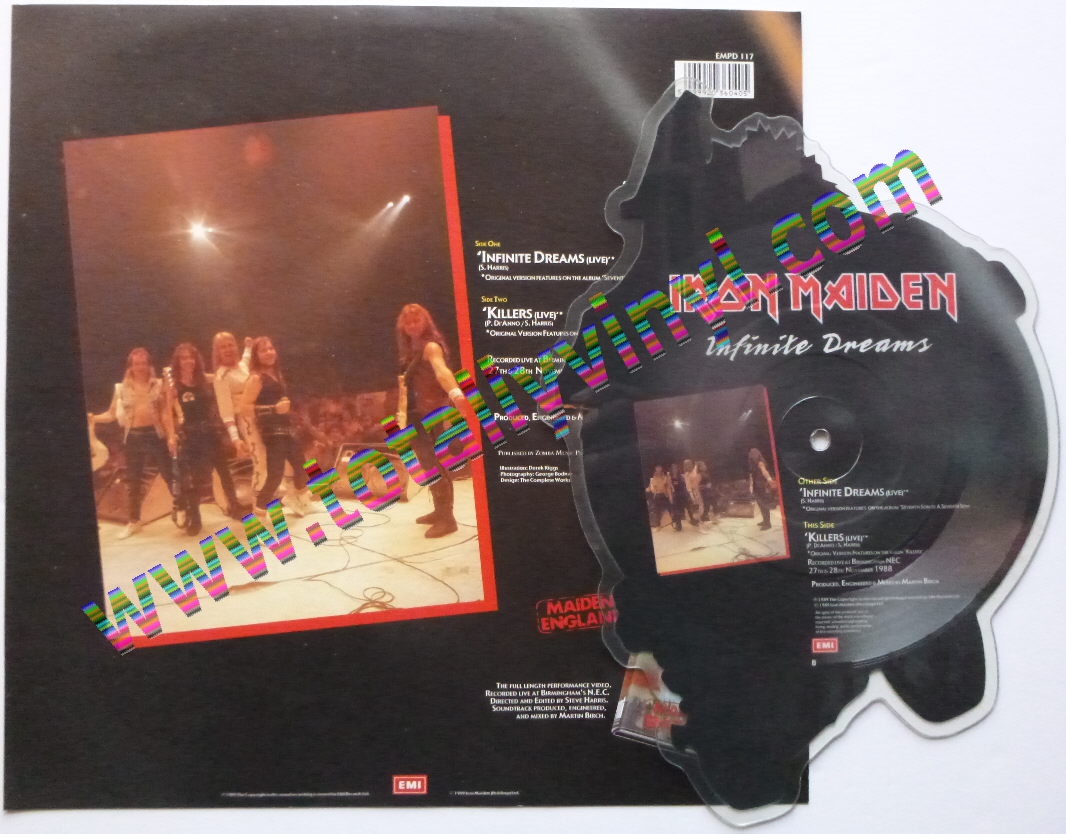 EMPD 117
SIDE ONE
'INFINITE DREAMS (LIVE)'*
(S. HARRIS)
*ORIGINAL VERSION FEATURES ON THE ALBUM 'SEVENT
SIDE TWO
'KILLERS (LIVE)'*
(P. DI'ANNO / S. HARRIS)
*ORIGINAL VERSION FEATURES ON
RECORDED LIVE AT BIRMIN
27TH & 28TH NOVEM
PRODUCED, ENGINEERED & M
PUBLISHED BY ZOMBA MUSIC P
Illustration: Derek Riggs
Photography: George Bodna
Design: The Complete Works
MAIDEN
ENGLAN
THE FULL LENGTH PERFORMANCE VIDEO.
RECORDED LIVE AT BIRMINGHAM'S N.E.C.
DIRECTED AND EDITED BY STEVE HARRIS.
SOUNDTRACK PRODUCED, ENGINEERED,
AND MIXED BY MARTIN BIRCH.
EMI
IRON MAIDEN
Infinite Dreams
OTHER SIDE
'INFINITE DREAMS (LIVE)'*
(S. HARRIS)
*ORIGINAL VERSION FEATURES ON THE ALBUM 'SEVENTH SON OF A SEVENTH SON'
THIS SIDE
'KILLERS (LIVE)'*
(P. DI'ANNO / S. HARRIS)
*ORIGINAL VERSION FEATURES ON THE ALBUM 'KILLERS'
RECORDED LIVE AT BIRMINGHAM NEC
27TH & 28TH NOVEMBER 1988
PRODUCED, ENGINEERED & MIXED BY MARTIN BIRCH
EMI
B
www.totallyvinyl.com